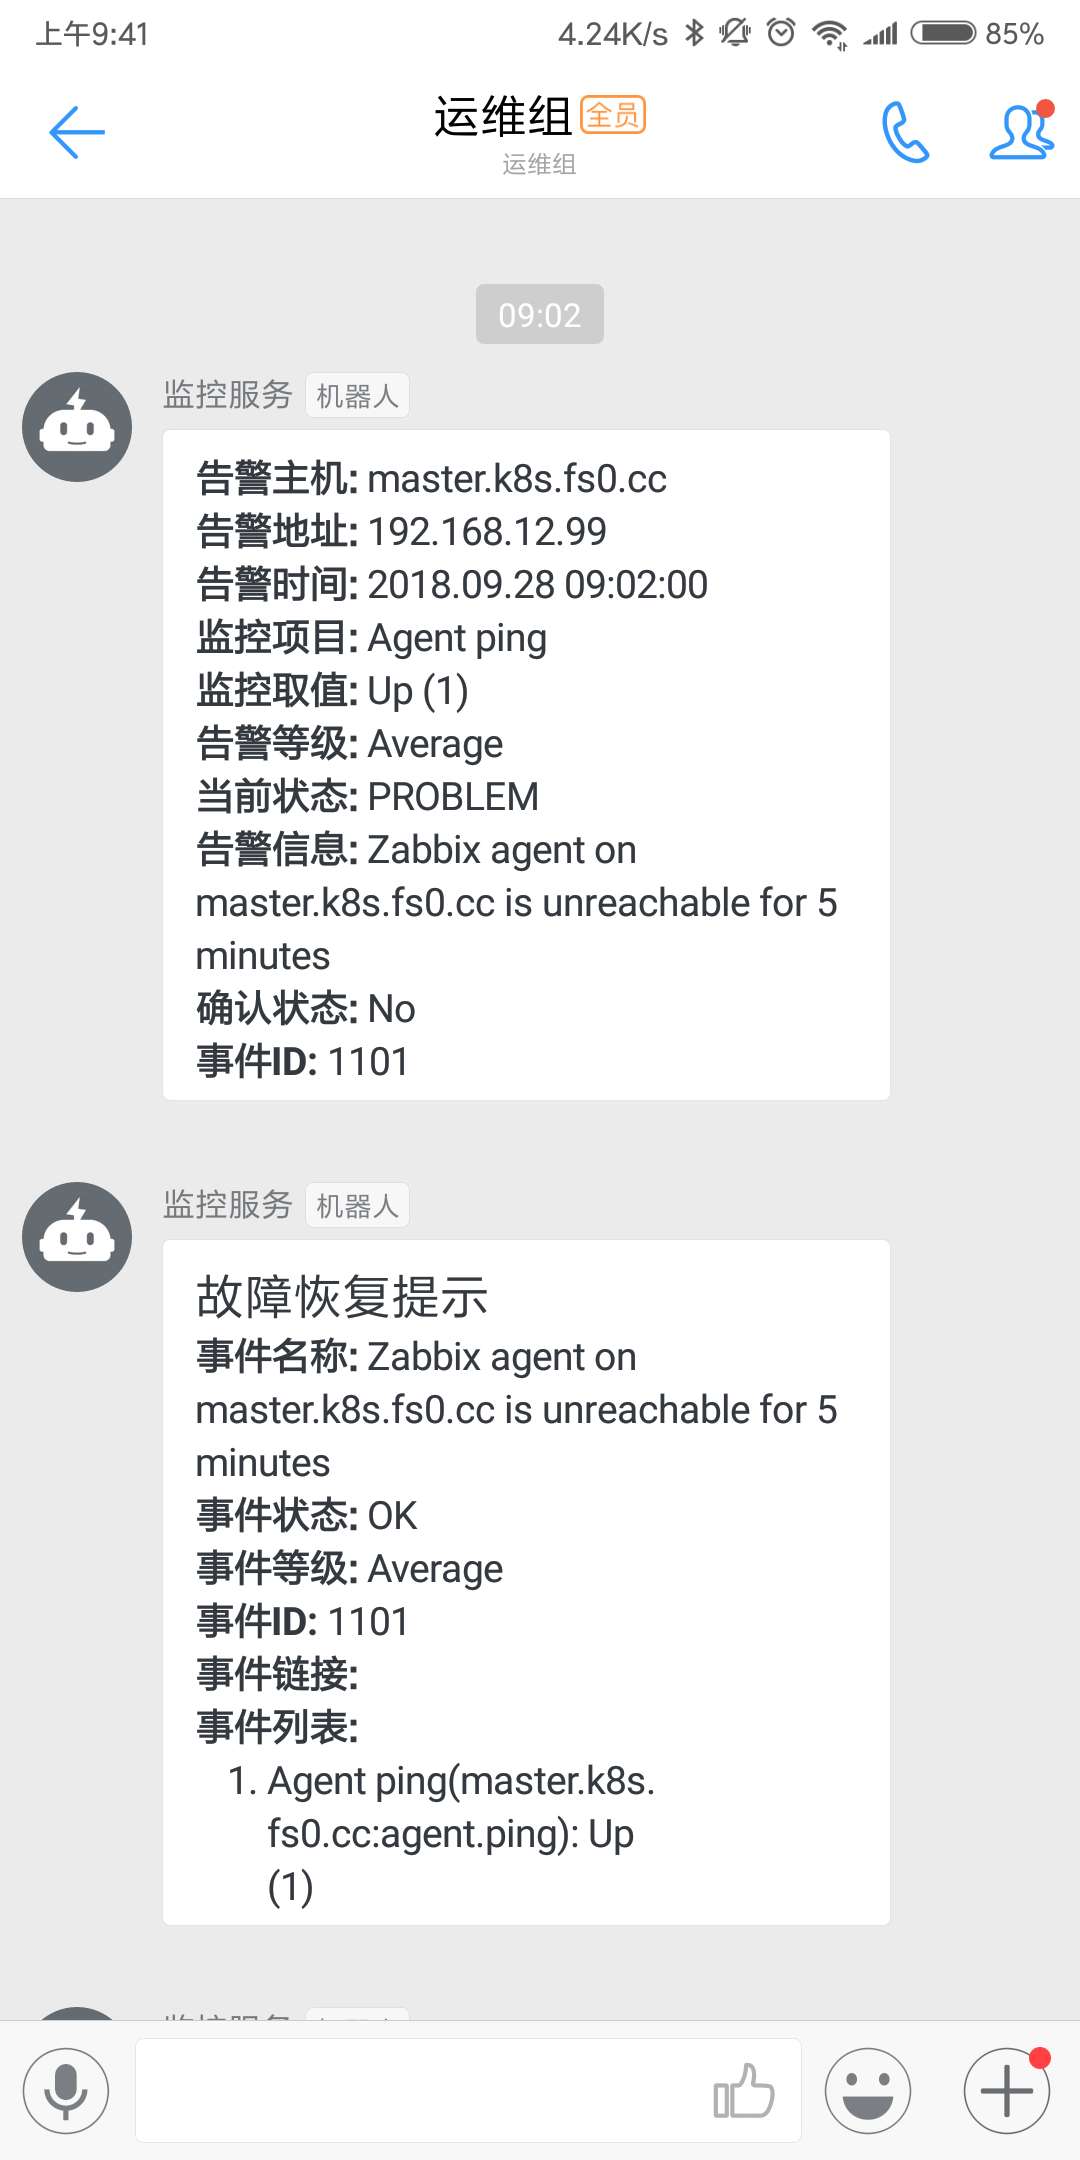 上午9:41
4.24K/s
85%
运维组 全员
运维组
09:02
监控服务 机器人
告警主机: master.k8s.fs0.cc
告警地址: 192.168.12.99
告警时间: 2018.09.28 09:02:00
监控项目: Agent ping
监控取值: Up (1)
告警等级: Average
当前状态: PROBLEM
告警信息: Zabbix agent on
master.k8s.fs0.cc is unreachable for 5
minutes
确认状态: No
事件ID: 1101
监控服务 机器人
故障恢复提示
事件名称: Zabbix agent on
master.k8s.fs0.cc is unreachable for 5
minutes
事件状态: OK
事件等级: Average
事件ID: 1101
事件链接:
事件列表:
1. Agent ping(master.k8s.
fs0.cc:agent.ping): Up
(1)